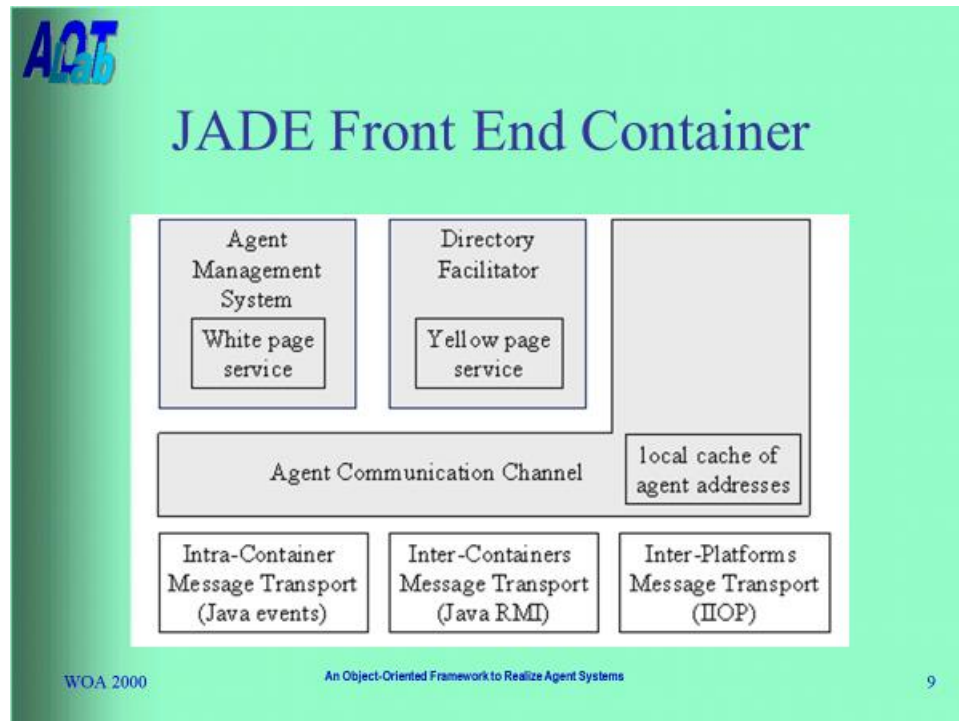 AOT
Lab
JADE Front End Container
Agent
Management
System
White page
service
Directory
Facilitator
Yellow page
service
Agent Communication Channel
local cache of
agent addresses
Intra-Container
Message Transport
(Java events)
Inter-Containers
Message Transport
(Java RMI)
Inter-Platforms
Message Transport
(IIOP)
WOA 2000
An Object-Oriented Framework to Realize Agent Systems
9